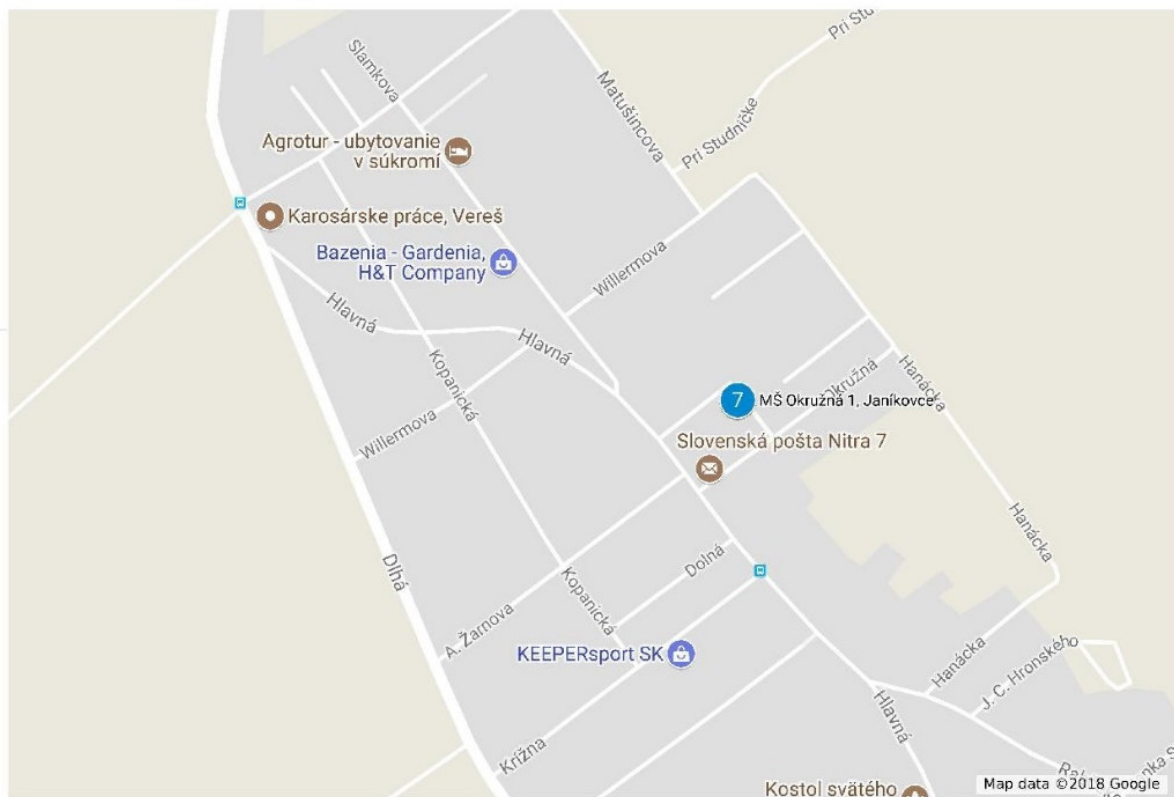 Pri Stu
Slamkova
Matušincova
Pri Studničke
Agrotur - ubytovanie
v súkromí
Karosárske práce, Vereš
Bazenia - Gardenia,
H&T Company
Willermova
Hlavná
Hlavná
Kopanická
Hanácka
Okružná
7
MŠ Okružná 1, Janíkovce
Willermova
Slovenská pošta Nitra 7
Hanácka
Dlhá
Dolná
Kopanická
A. Žarnova
KEEPERsport SK
Hanácka
J. C. Hronského
Hlavná
Krížna
Kostol svätého
Map data ©2018 Google